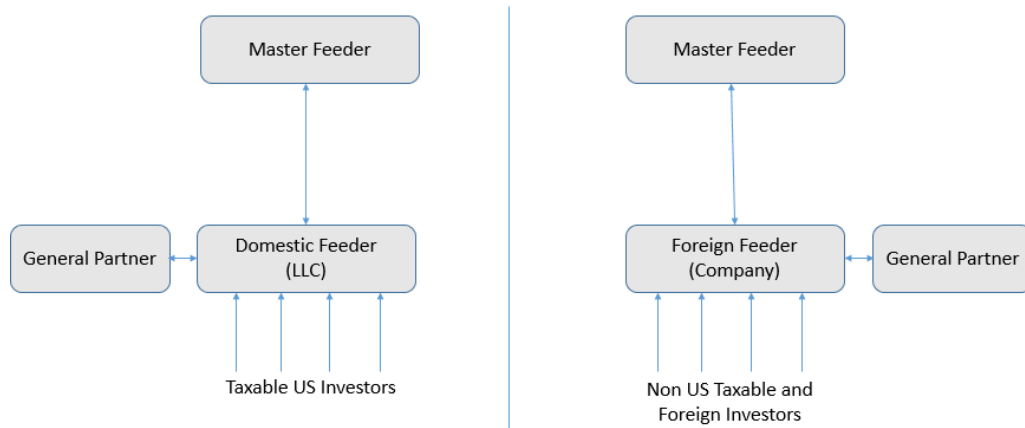 Master Feeder
General Partner
Domestic Feeder
(LLC)
Taxable US Investors
Master Feeder
Foreign Feeder
(Company)
General Partner
Non US Taxable and
Foreign Investors